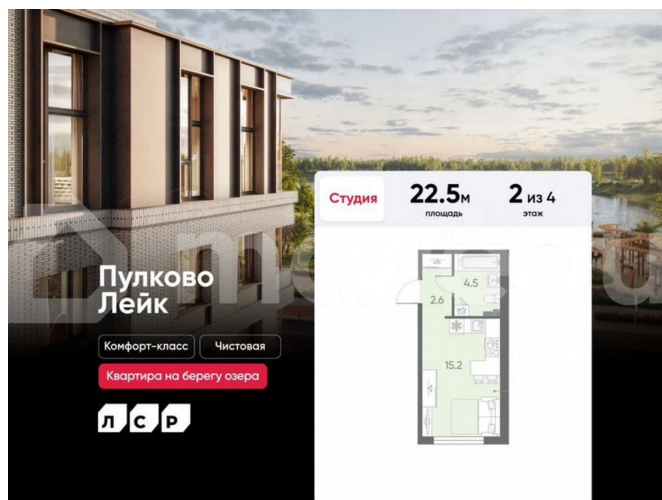 Студия
22.5м
площадь
2 из 4
этаж
Пулково
Лейк
Комфорт-класс
Чистовая
Квартира на берегу озера
ЛСР
4.5
2.6
15.2